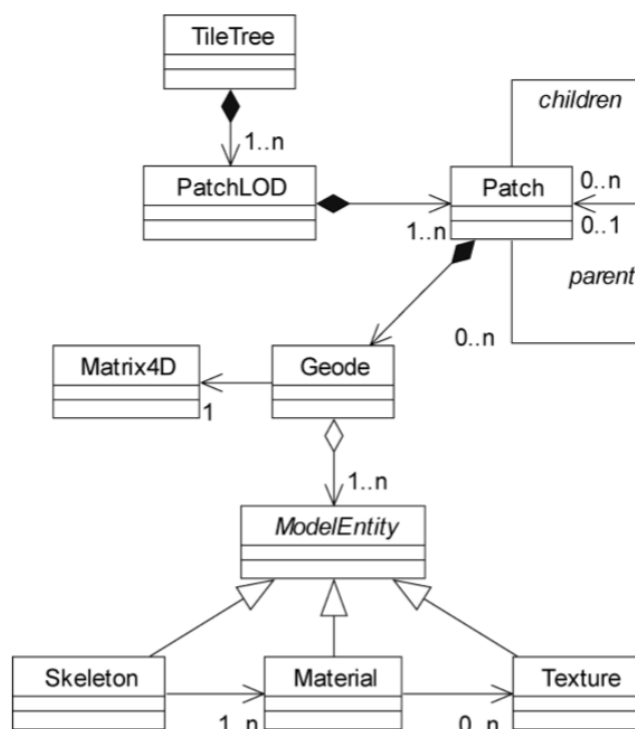 TileTree
children
1..n
PatchLOD
Patch
0..n
0..1
1..n
parent
0..n
Matrix4D
Geode
1
1..n
ModelEntity
Skeleton
Material
Texture
1..n
0..n